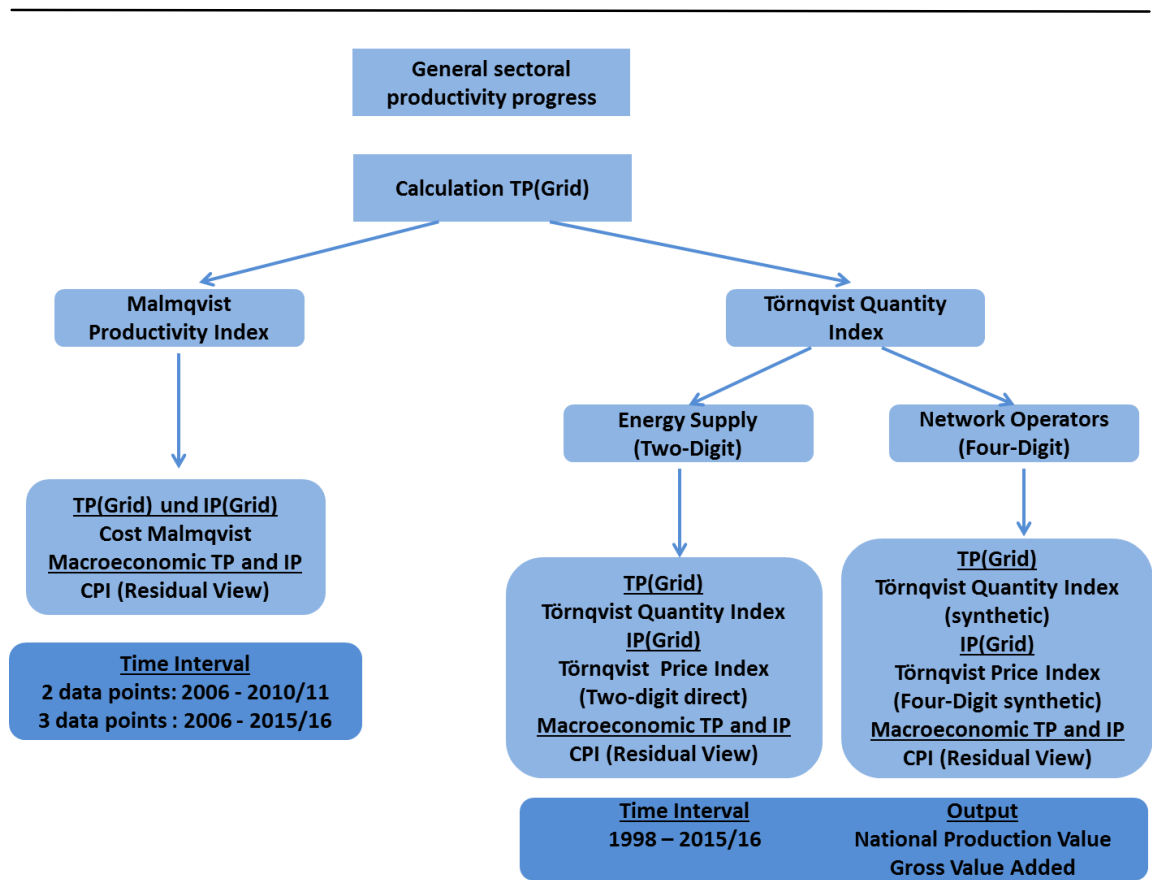 General sectoral
productivity progress
Calculation TP(Grid)
Malmqvist
Productivity Index
Törnqvist Quantity
Index
Energy Supply
(Two-Digit)
Network Operators
(Four-Digit)
TP(Grid) und IP(Grid)
Cost Malmqvist
Macroeconomic TP and IP
CPI (Residual View)
Time Interval
2 data points: 2006 - 2010/11
3 data points : 2006 - 2015/16
TP(Grid)
Törnqvist Quantity Index
IP(Grid)
Törnqvist Price Index
(Two-digit direct)
Macroeconomic TP and IP
CPI (Residual View)
TP(Grid)
Törnqvist Quantity Index
(synthetic)
IP(Grid)
Törnqvist Price Index
(Four-Digit synthetic)
Macroeconomic TP and IP
CPI (Residual View)
Time Interval
1998 – 2015/16
Output
National Production Value
Gross Value Added